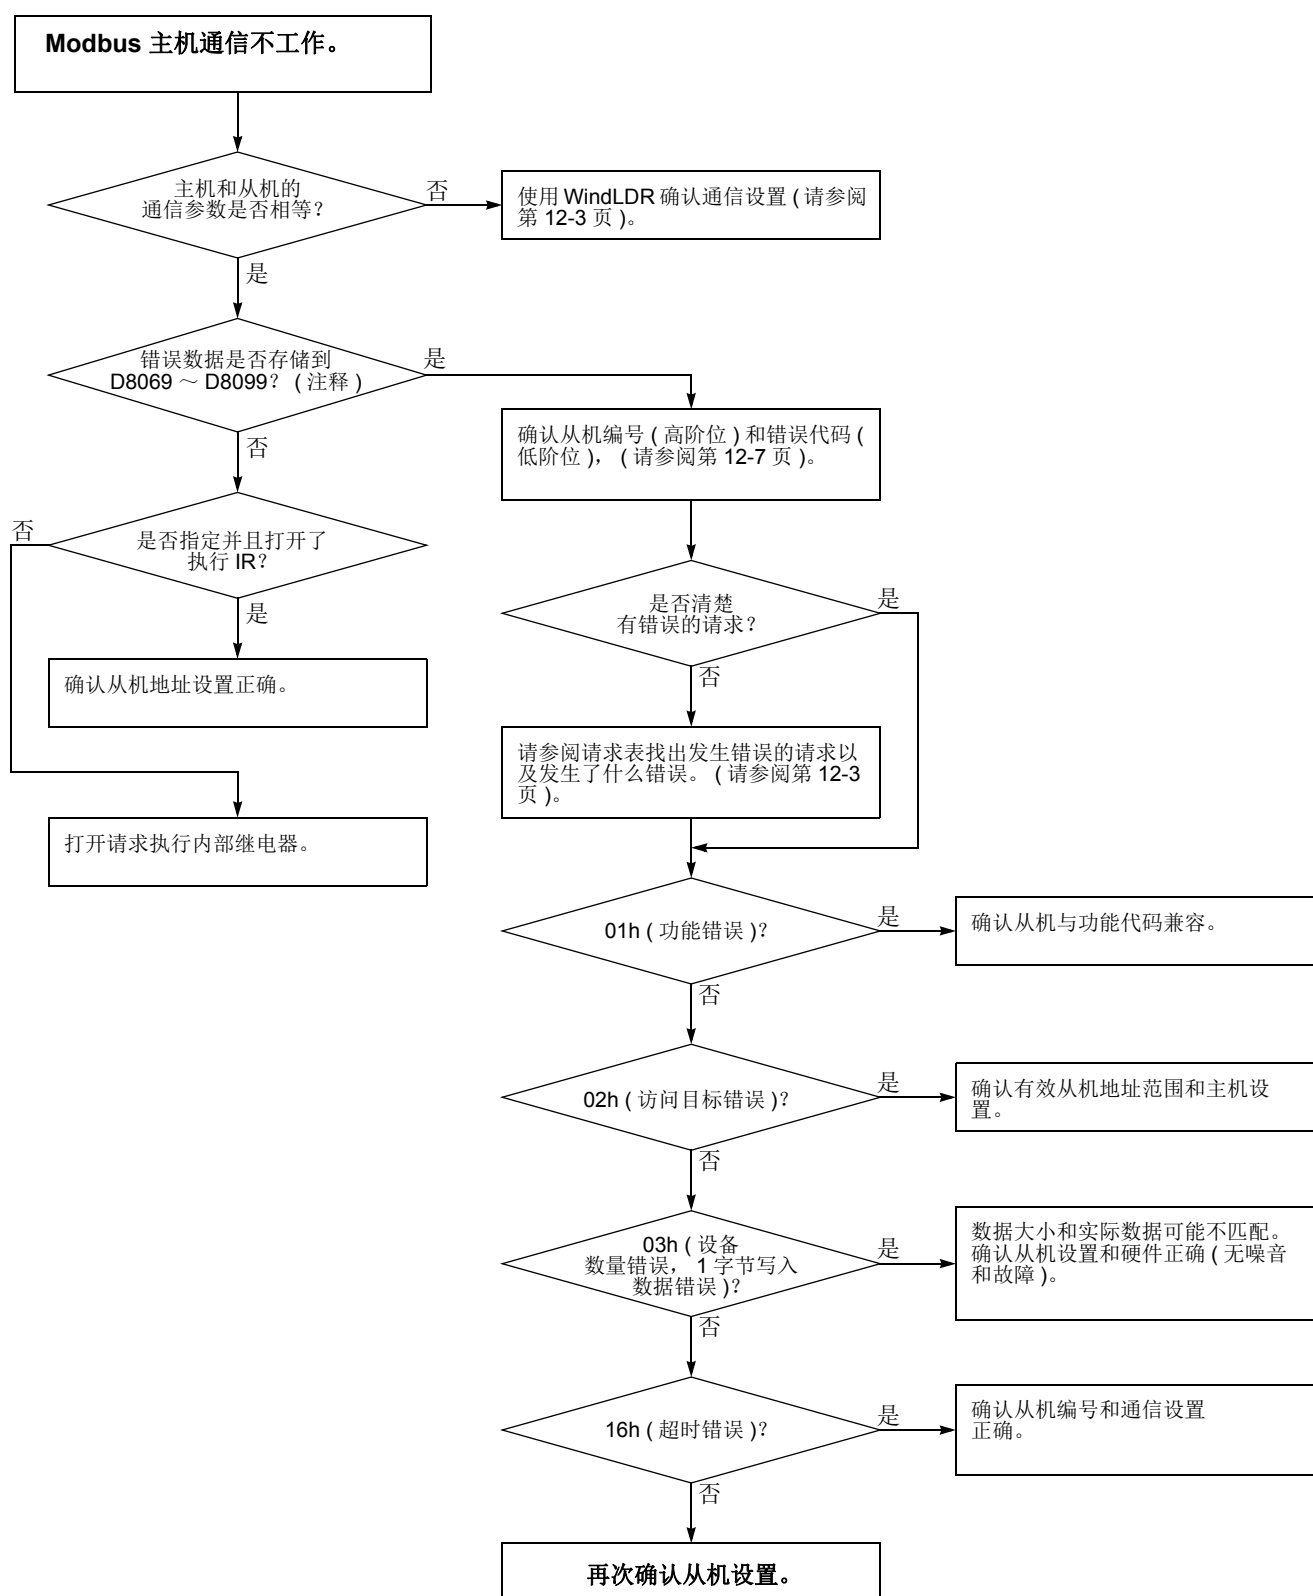 Modbus 主机通信不工作。
主机和从机的
通信参数是否相等？
否
使用 WindLDR 确认通信设置 ( 请参阅
第 12-3 页 )。
是
错误数据是否存储到
D8069 ～ D8099？ ( 注释 )
是
确认从机编号 ( 高阶位 ) 和错误代码 (
低阶位 )， ( 请参阅第 12-7 页 )。
否
否
是否指定并且打开了
执行 IR？
是
确认从机地址设置正确。
打开请求执行内部继电器。
是否清楚
有错误的请求？
是
否
请参阅请求表找出发生错误的请求以
及发生了什么错误。 ( 请参阅第 12-3
页 )。
01h ( 功能错误 )？
是
确认从机与功能代码兼容。
否
02h ( 访问目标错误 )？
是
确认有效从机地址范围和主机设
置。
否
03h ( 设备
数量错误， 1 字节写入
数据错误 )？
是
数据大小和实际数据可能不匹配。
确认从机设置和硬件正确 ( 无噪音
和故障 )。
否
16h ( 超时错误 )？
是
确认从机编号和通信设置
正确。
否
再次确认从机设置。